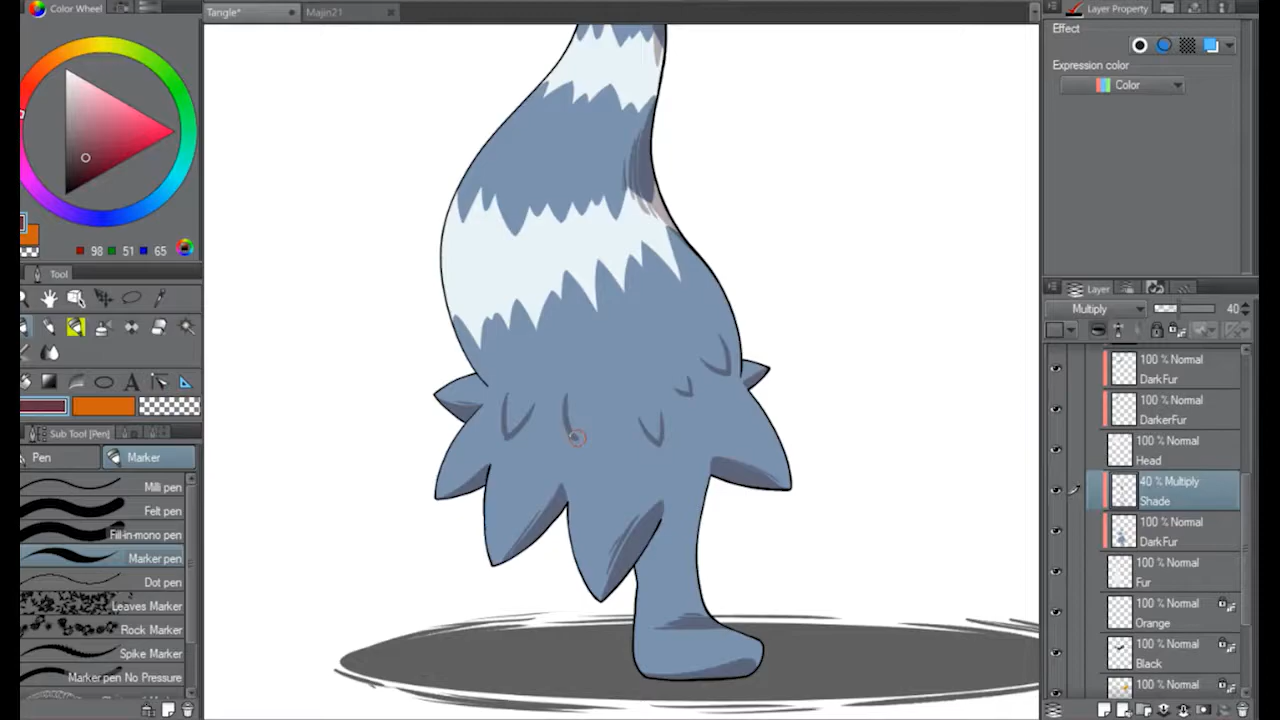 Color Wheel
Tangle*
Majin21
Layer Property
Effect
Expression color
Color
98 51 65
Tool
Sub Tool [Pen]
Pen
Marker
Milli pen
Felt pen
Fill-in-mono pen
Marker pen
Dot pen
Leaves Marker
Rock Marker
Spike Marker
Marker pen No Pressure
Layer
Multiply
40
100 % Normal
DarkFur
100 % Normal
DarkerFur
100 % Normal
Head
40 % Multiply
Shade
100 % Normal
DarkFur
100 % Normal
Fur
100 % Normal
Orange
100 % Normal
Black
100 % Normal